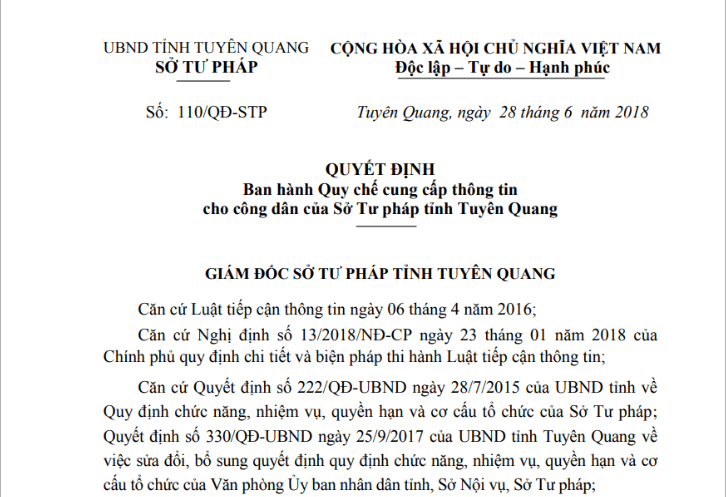 UBND TỈNH TUYÊN QUANG
SỞ TƯ PHÁP
CỘNG HÒA XÃ HỘI CHỦ NGHĨA VIỆT NAM
Độc lập – Tự do – Hạnh phúc
Số: 110/QĐ-STP
Tuyên Quang, ngày 28 tháng 6 năm 2018
QUYẾT ĐỊNH
Ban hành Quy chế cung cấp thông tin
cho công dân của Sở Tư pháp tỉnh Tuyên Quang
GIÁM ĐỐC SỞ TƯ PHÁP TỈNH TUYÊN QUANG
Căn cứ Luật tiếp cận thông tin ngày 06 tháng 4 năm 2016;
Căn cứ Nghị định số 13/2018/NĐ-CP ngày 23 tháng 01 năm 2018 của
Chính phủ quy định chi tiết và biện pháp thi hành Luật tiếp cận thông tin;
Căn cứ Quyết định số 222/QĐ-UBND ngày 28/7/2015 của UBND tỉnh về
Quy định chức năng, nhiệm vụ, quyền hạn và cơ cấu tổ chức của Sở Tư pháp;
Quyết định số 330/QĐ-UBND ngày 25/9/2017 của UBND tỉnh Tuyên Quang về
việc sửa đổi, bổ sung quyết định quy định chức năng, nhiệm vụ, quyền hạn và cơ
cấu tổ chức của Văn phòng Ủy ban nhân dân tỉnh, Sở Nội vụ, Sở Tư pháp;